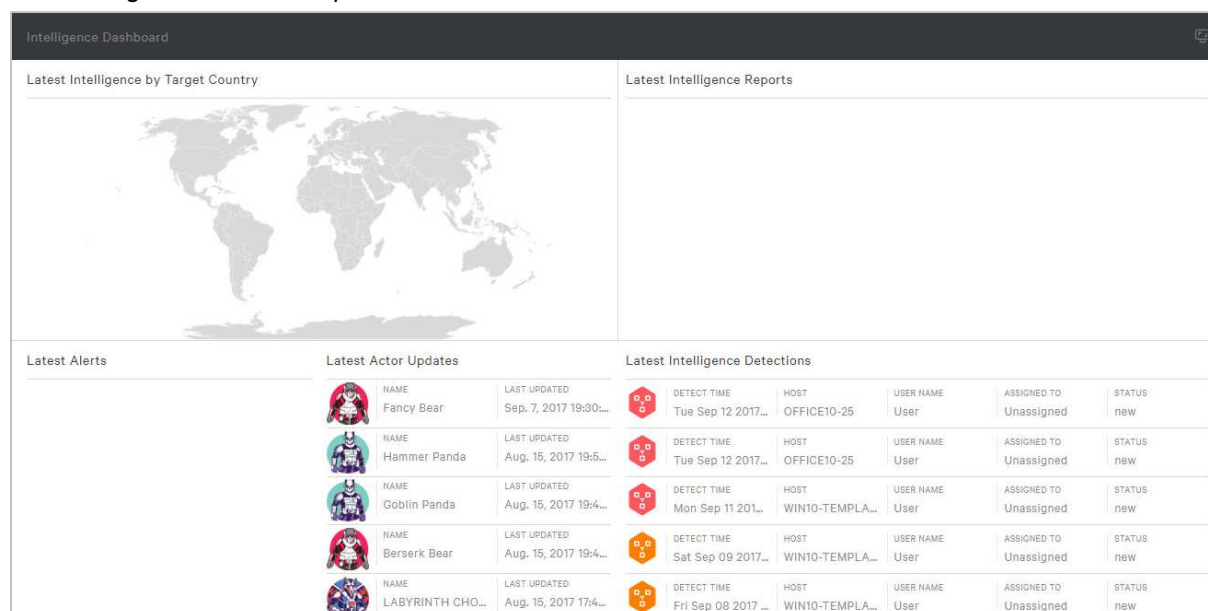 Intelligence Dashboard
Latest Intelligence by Target Country
Latest Intelligence Reports
Latest Alerts
Latest Actor Updates
NAME LAST UPDATED
Fancy Bear Sep. 7, 2017 19:30:...
NAME LAST UPDATED
Hammer Panda Aug. 15, 2017 19:5...
NAME LAST UPDATED
Goblin Panda Aug. 15, 2017 19:4...
NAME LAST UPDATED
Berserk Bear Aug. 15, 2017 19:4...
NAME LAST UPDATED
LABYRINTH CHO... Aug. 15, 2017 17:4...
Latest Intelligence Detections
DETECT TIME HOST USER NAME ASSIGNED TO STATUS
Tue Sep 12 2017... OFFICE10-25 User Unassigned new
DETECT TIME HOST USER NAME ASSIGNED TO STATUS
Tue Sep 12 2017... OFFICE10-25 User Unassigned new
DETECT TIME HOST USER NAME ASSIGNED TO STATUS
Mon Sep 11 201... WIN10-TEMPLA... User Unassigned new
DETECT TIME HOST USER NAME ASSIGNED TO STATUS
Sat Sep 09 2017... WIN10-TEMPLA... User Unassigned new
DETECT TIME HOST USER NAME ASSIGNED TO STATUS
Fri Sep 08 2017 ... WIN10-TEMPLA... User Unassigned new